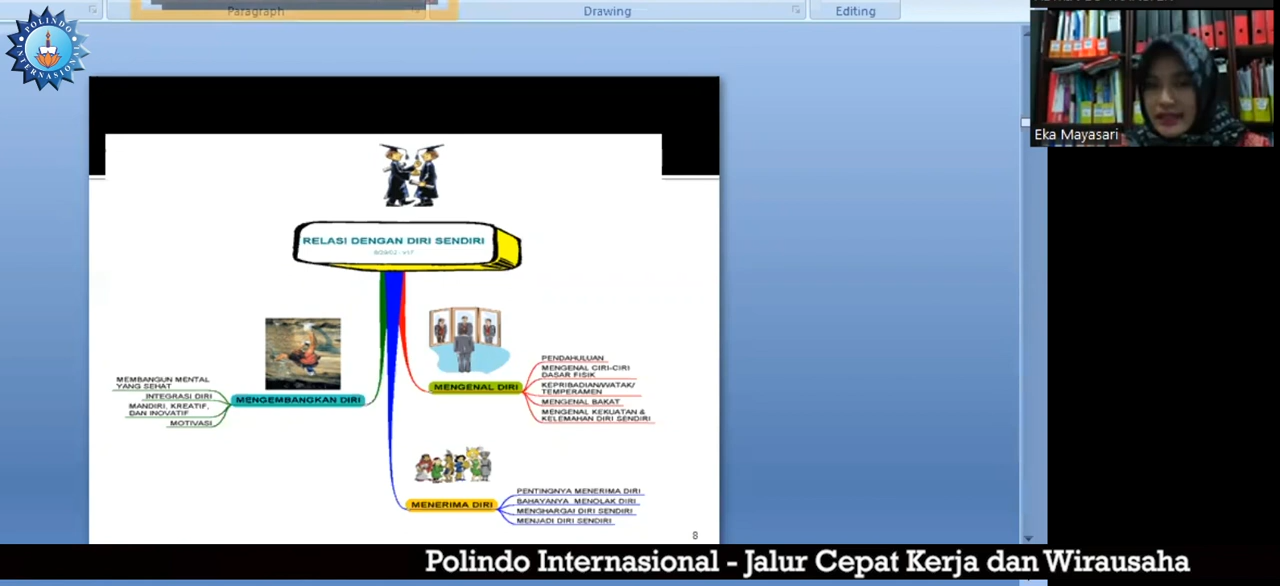 Paragraph
Drawing
Editing
POLINDO
INTERNASIONAL
Eka Mayasari
RELASI DENGAN DIRI SENDIRI
MENGEMBANGKAN DIRI
MEMBANGUN MENTAL
YANG SEHAT
INTEGRASI DIRI
MANDIRI, KREATIF,
DAN INOVATIF
MOTIVASI
MENGENAL DIRI
PENDAHULUAN
MENGENAL CIRI-CIRI
DASAR FISIK
KEPRIBADIAN/WATAK/
TEMPERAMEN
MENGENAL BAKAT
MENGENAL KEKUATAN &
KELEMAHAN DIRI SENDIRI
MENERIMA DIRI
PENTINGNYA MENERIMA DIRI
BAHAYANYA MENOLAK DIRI
MENGHARGAI DIRI SENDIRI
MENJADI DIRI SENDIRI
8
Polindo Internasional - Jalur Cepat Kerja dan Wirausaha